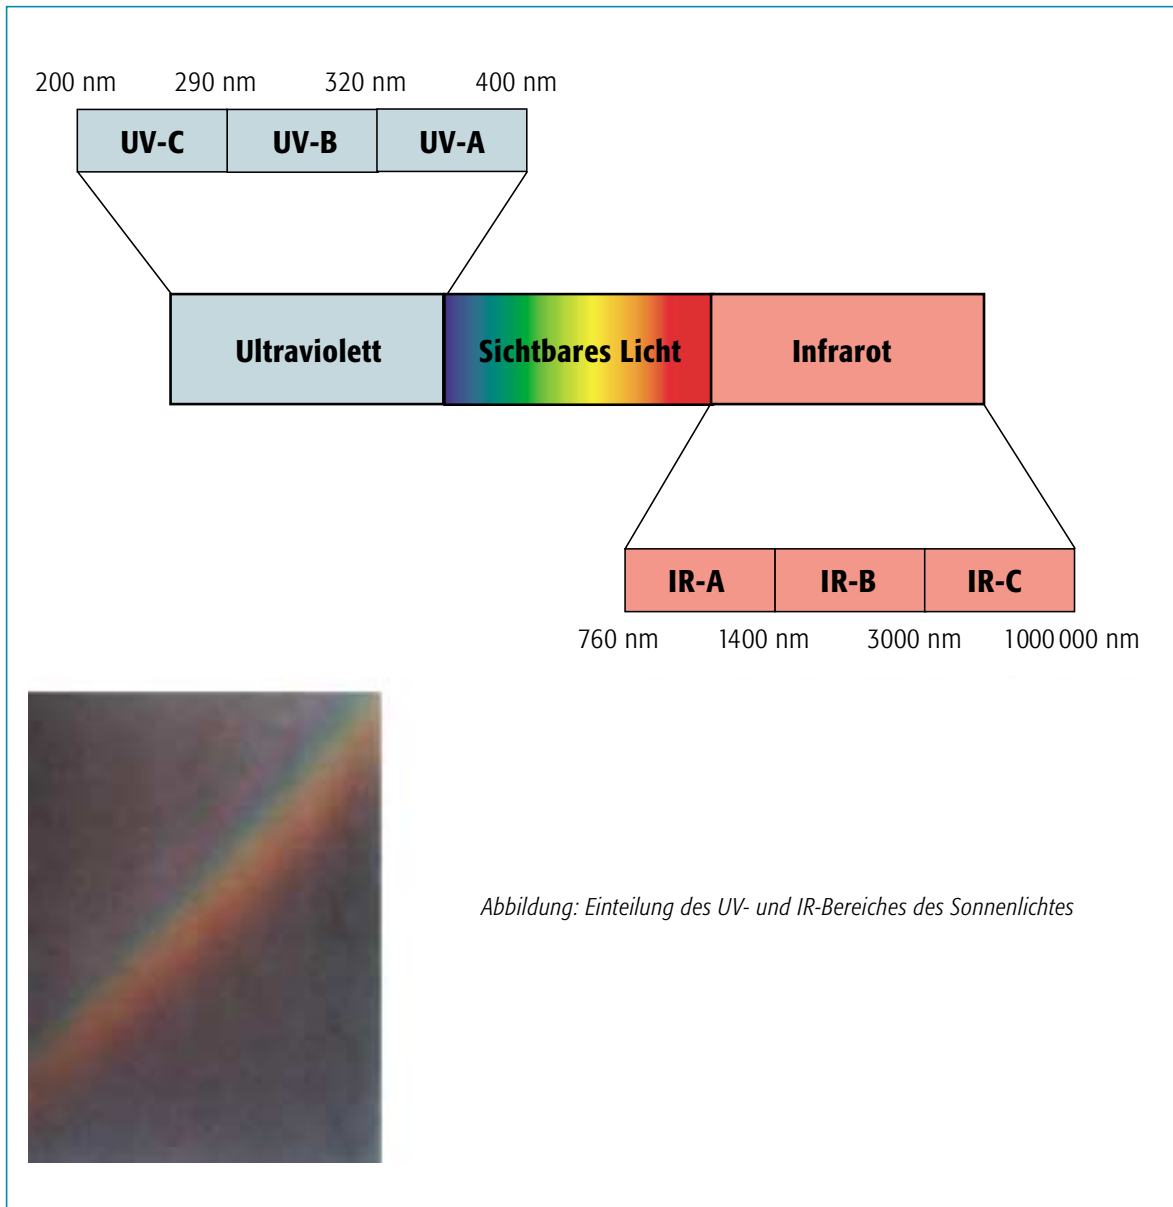 200 nm 290 nm 320 nm 400 nm
UV-C UV-B UV-A
Ultraviolett Sichtbares Licht Infrarot
IR-A IR-B IR-C
760 nm 1400 nm 3000 nm 1000 000 nm
Abbildung: Einteilung des UV- und IR-Bereiches des Sonnenlichtes